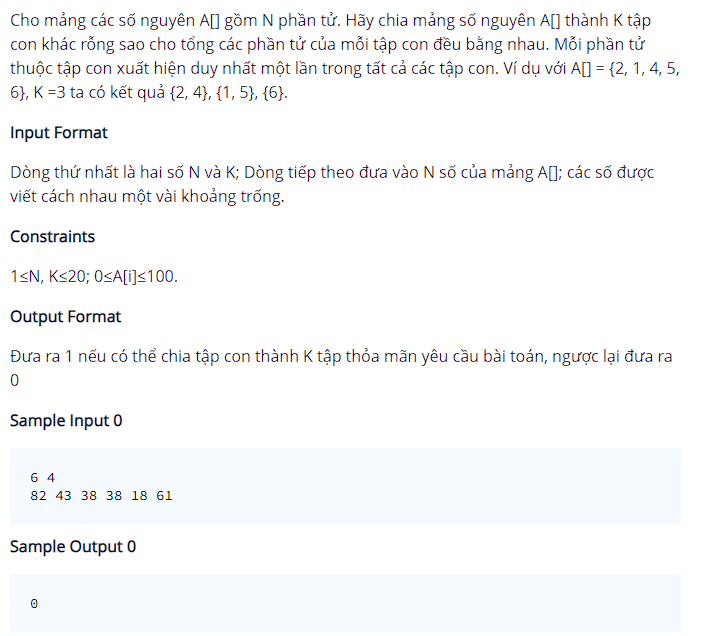 Cho mảng các số nguyên A[] gồm N phần tử. Hãy chia mảng số nguyên A[] thành K tập
con khác rỗng sao cho tổng các phần tử của mỗi tập con đều bằng nhau. Mỗi phần tử
thuộc tập con xuất hiện duy nhất một lần trong tất cả các tập con. Ví dụ với A[] = {2, 1, 4, 5,
6}, K =3 ta có kết quả {2, 4}, {1, 5}, {6}.
Input Format
Dòng thứ nhất là hai số N và K; Dòng tiếp theo đưa vào N số của mảng A[]; các số được
viết cách nhau một vài khoảng trống.
Constraints
1≤N, K≤20; 0≤A[i]≤100.
Output Format
Đưa ra 1 nếu có thể chia tập con thành K tập thỏa mãn yêu cầu bài toán, ngược lại đưa ra
0
Sample Input 0
6 4
82 43 38 38 18 61
Sample Output 0
0